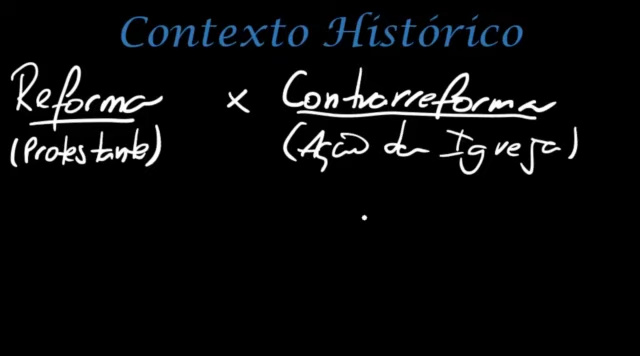 Contexto Histórico
Reforma x Contrarreforma
(Protestante) (Ação da Igreja)